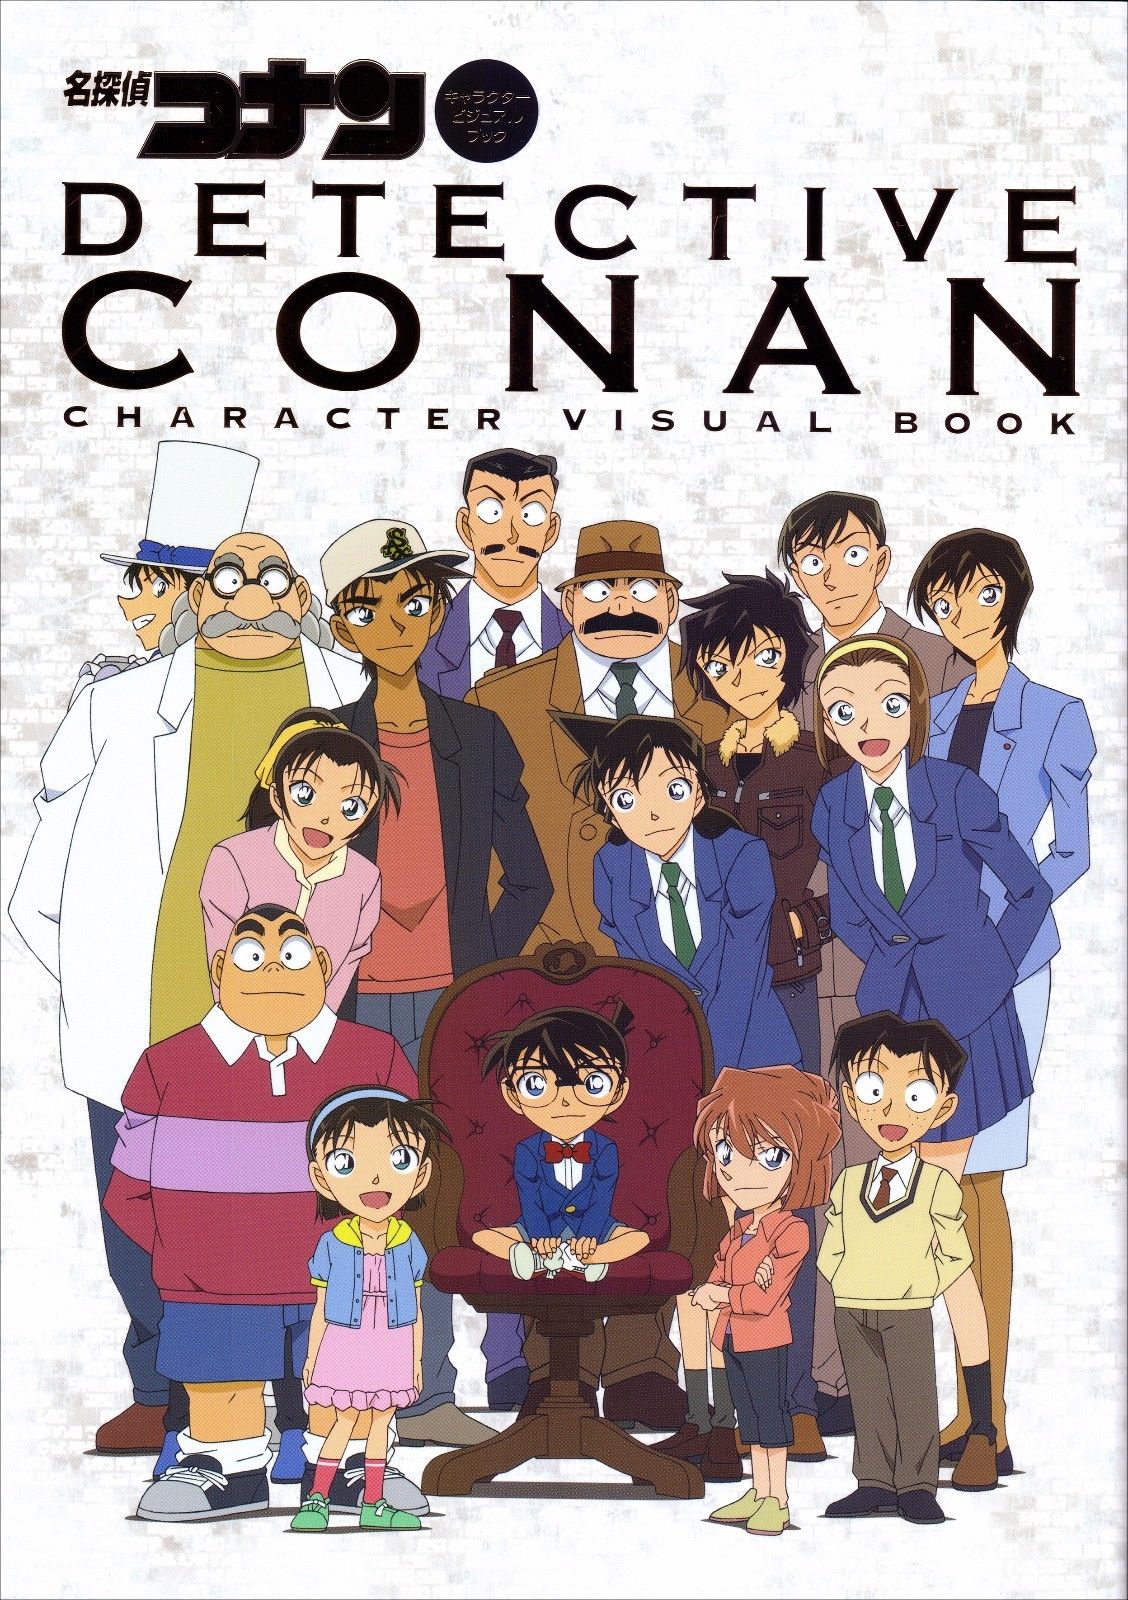 名探偵
コナン
キャラクター
ビジュアル
ブック
DETECTIVE
CONAN
CHARACTER VISUAL BOOK